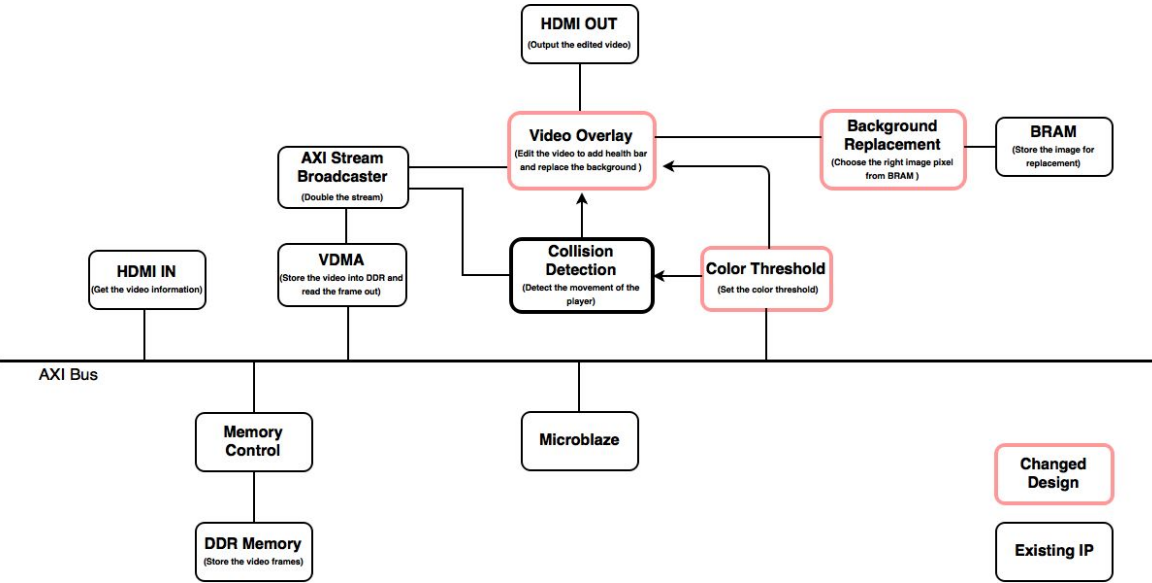 HDMI OUT
(Output the edited video)
Video Overlay
(Edit the video to add health bar
and replace the background )
Background
Replacement
(Choose the right image pixel
from BRAM )
BRAM
(Store the image for
replacement)
AXI Stream
Broadcaster
(Double the stream)
HDMI IN
(Get the video information)
VDMA
(Store the video into DDR and
read the frame out)
Collision
Detection
(Detect the movement of the
player)
Color Threshold
(Set the color threshold)
AXI Bus
Memory
Control
Microblaze
DDR Memory
(Store the video frames)
Changed
Design
Existing IP